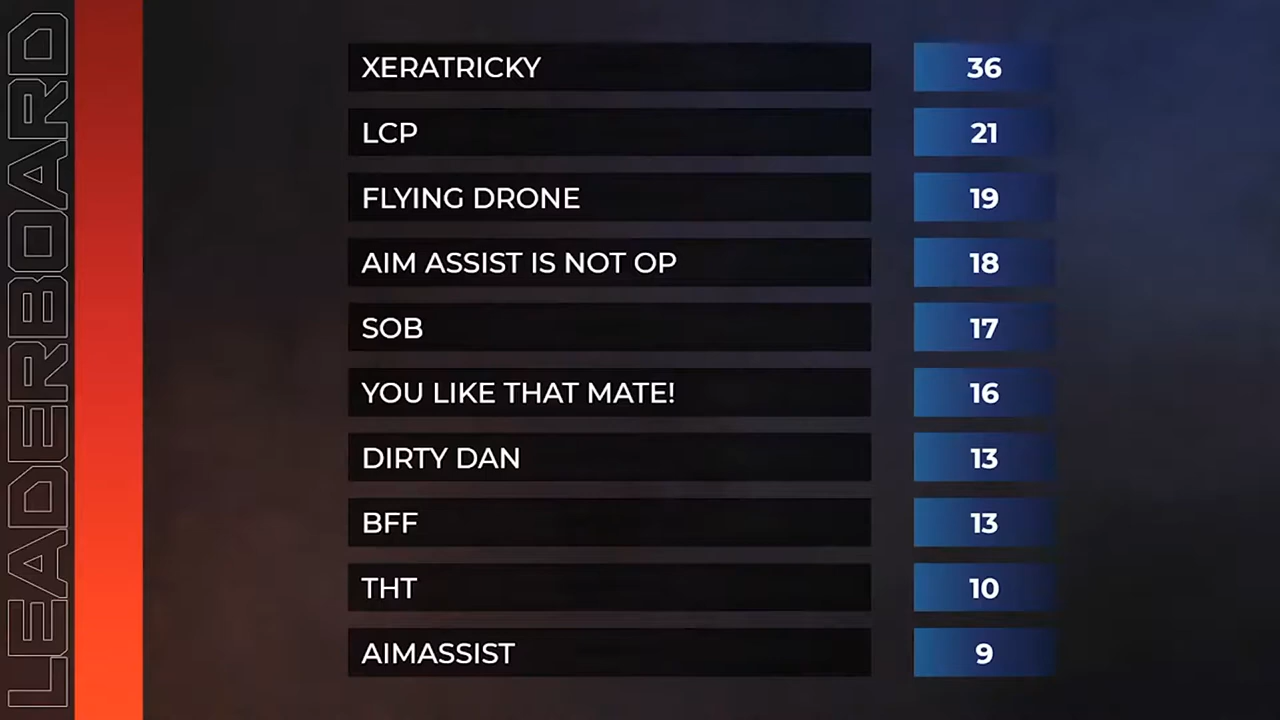 LEADERBOARD
XERATRICKY 36
LCP 21
FLYING DRONE 19
AIM ASSIST IS NOT OP 18
SOB 17
YOU LIKE THAT MATE! 16
DIRTY DAN 13
BFF 13
THT 10
AIMASSIST 9